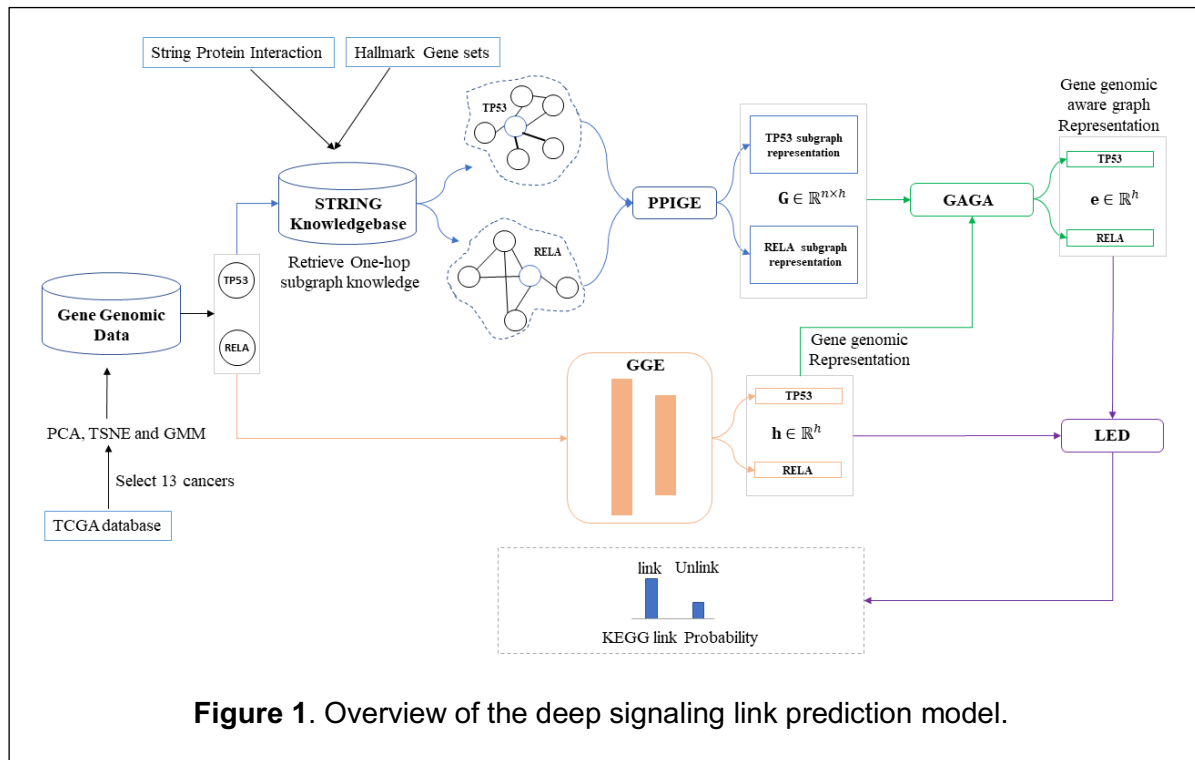 String Protein Interaction
Hallmark Gene sets
TP53
STRING
Knowledgebase
Retrieve One-hop
subgraph knowledge
RELA
PPIGE
TP53 subgraph
representation
G ∈ ℝⁿˣʰ
RELA subgraph
representation
GAGA
Gene genomic
aware graph
Representation
TP53
e ∈ ℝʰ
RELA
Gene Genomic
Data
TP53
RELA
PCA, TSNE and GMM
Select 13 cancers
TCGA database
GGE
Gene genomic
Representation
TP53
h ∈ ℝʰ
RELA
LED
link Unlink
KEGG link Probability
Figure 1. Overview of the deep signaling link prediction model.